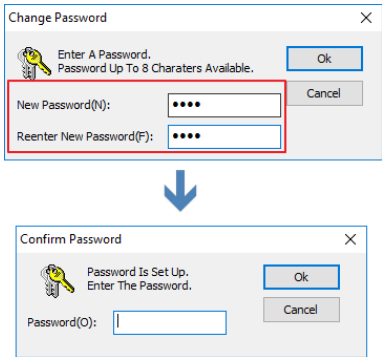 Change Password
Enter A Password.
Password Up To 8 Charaters Available.
Ok
Cancel
New Password(N):
••••
Reenter New Password(F):
••••
Confirm Password
Password Is Set Up.
Enter The Password.
Ok
Cancel
Password(O):